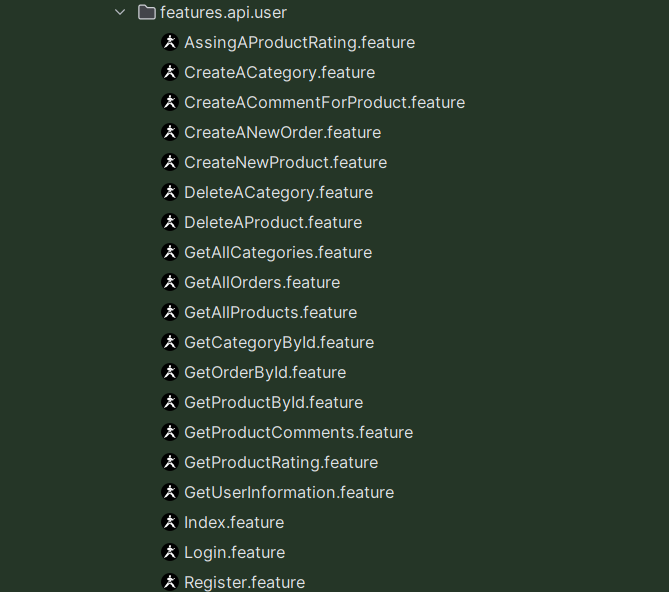 features.api.user
AssingAProductRating.feature
CreateACategory.feature
CreateACommentForProduct.feature
CreateANewOrder.feature
CreateNewProduct.feature
DeleteACategory.feature
DeleteAProduct.feature
GetAllCategories.feature
GetAllOrders.feature
GetAllProducts.feature
GetCategoryById.feature
GetOrderById.feature
GetProductById.feature
GetProductComments.feature
GetProductRating.feature
GetUserInformation.feature
Index.feature
Login.feature
Register.feature